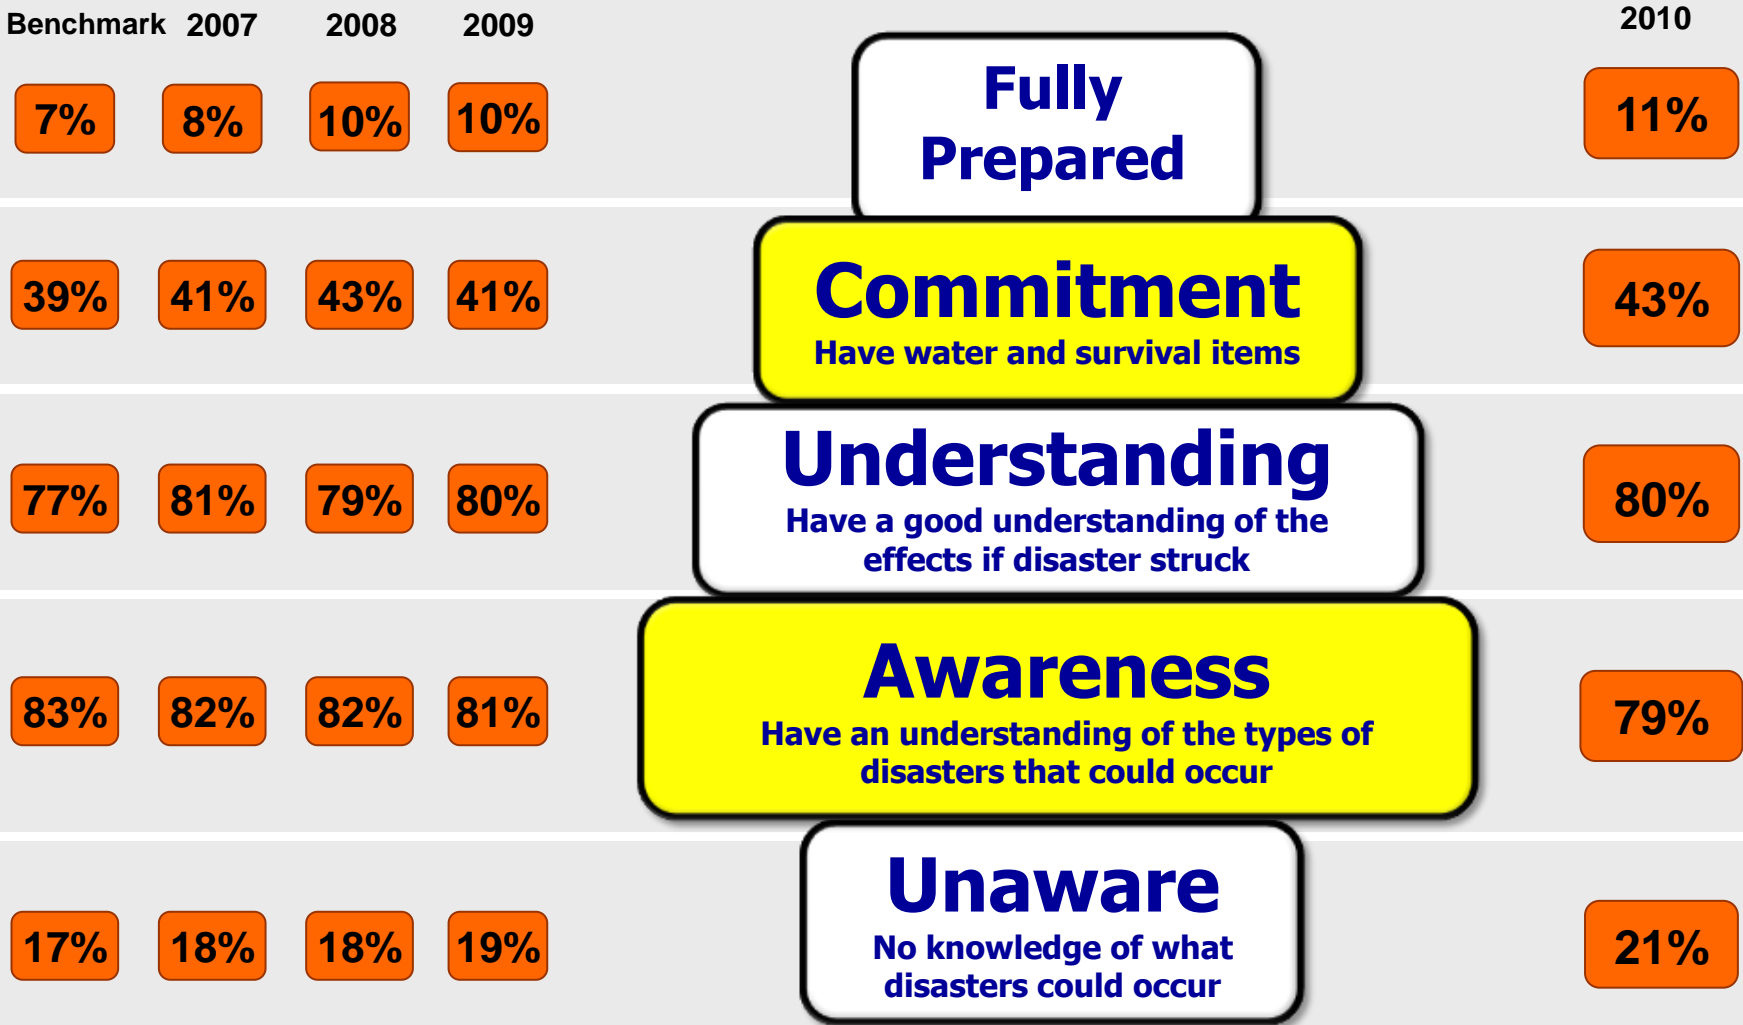 Benchmark 2007 2008 2009 2010
7% 8% 10% 10% Fully 11%
Prepared
39% 41% 43% 41% Commitment 43%
Have water and survival items
77% 81% 79% 80% Understanding 80%
Have a good understanding of the
effects if disaster struck
83% 82% 82% 81% Awareness 79%
Have an understanding of the types of
disasters that could occur
17% 18% 18% 19% Unaware 21%
No knowledge of what
disasters could occur